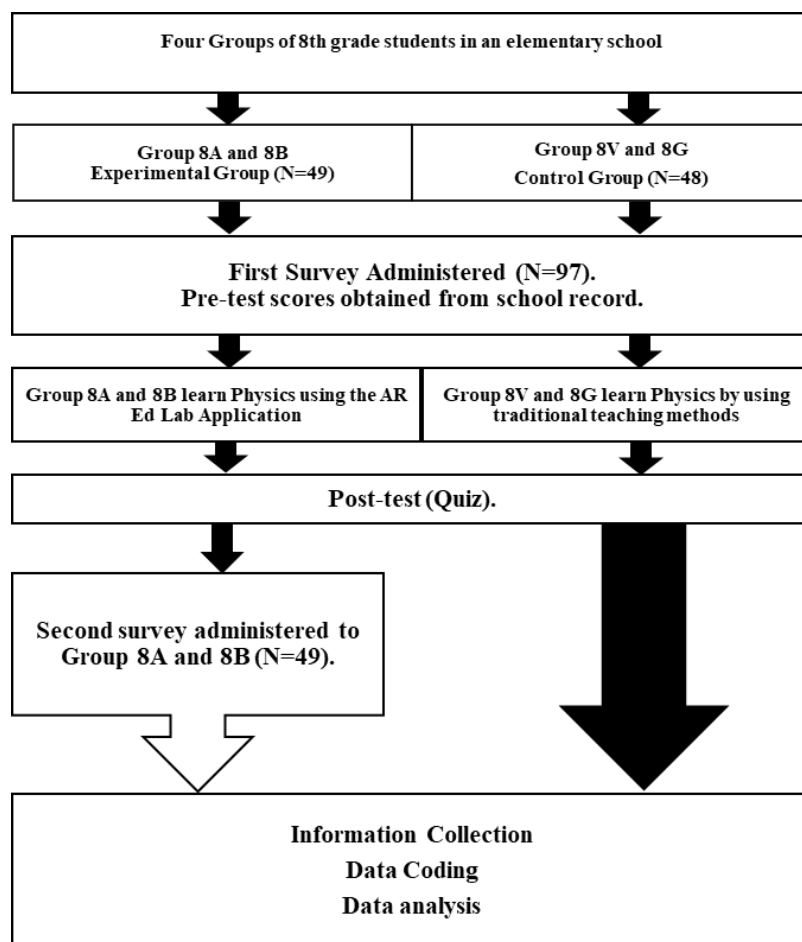 Four Groups of 8th grade students in an elementary school
Group 8A and 8B
Experimental Group (N=49)
Group 8V and 8G
Control Group (N=48)
First Survey Administered (N=97).
Pre-test scores obtained from school record.
Group 8A and 8B learn Physics using the AR
Ed Lab Application
Group 8V and 8G learn Physics by using
traditional teaching methods
Post-test (Quiz).
Second survey administered to
Group 8A and 8B (N=49).
Information Collection
Data Coding
Data analysis